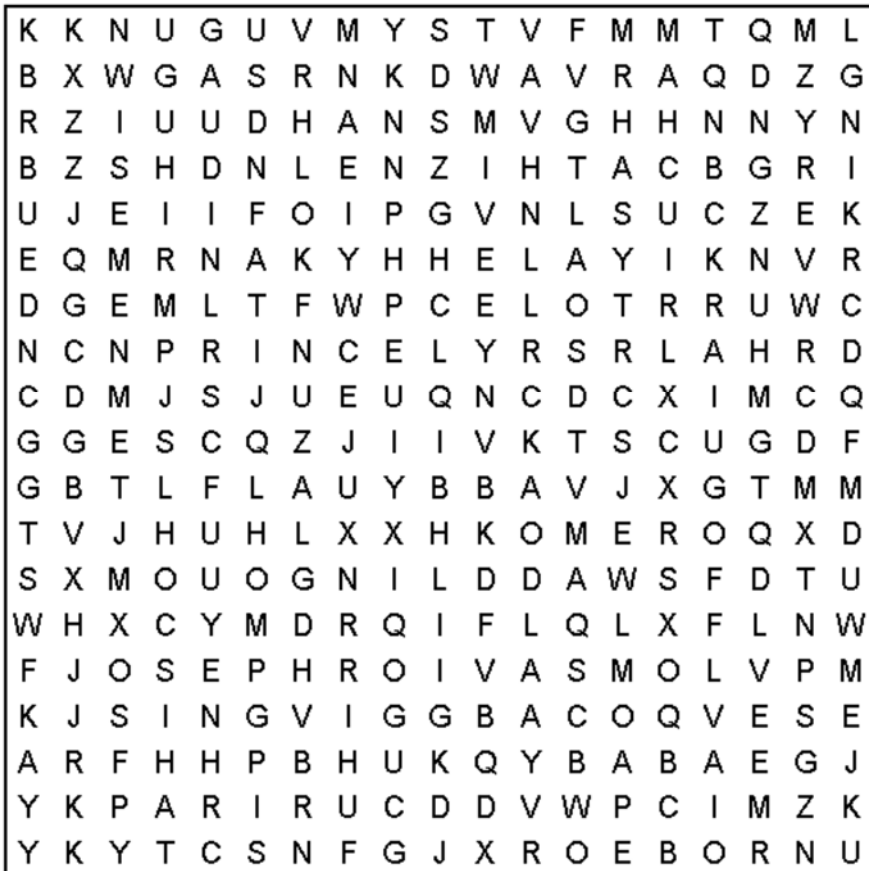 K K N U G U V M Y S T V F M M T Q M L
B X W G A S R N K D W A V R A Q D Z G
R Z I U U D H A N S M V G H H N N Y N
B Z S H D N L E N Z I H T A C B G R I
U J E I I F O I P G V N L S U C Z E K
E Q M R N A K Y H H E L A Y I K N V R
D G E M L T F W P C E L O T R R U W C
N C N P R I N C E L Y R S R L A H R D
C D M J S J U E U Q N C D C X I M C Q
G G E S C Q Z J I I V K T S C U G D F
G B T L F L A U Y B B A V J X G T M M
T V J H U H L X X H K O M E R O Q X D
S X M O U O G N I L D D A W S F D T U
W H X C Y M D R Q I F L Q L X F L N W
F J O S E P H R O I V A S M O L V P M
K J S I N G V I G G B A C O Q V E S E
A R F H H P B H U K Q Y B A B A E G J
Y K P A R I R U C D D V W P C I M Z K
Y K Y T C S N F G J X R O E B O R N U